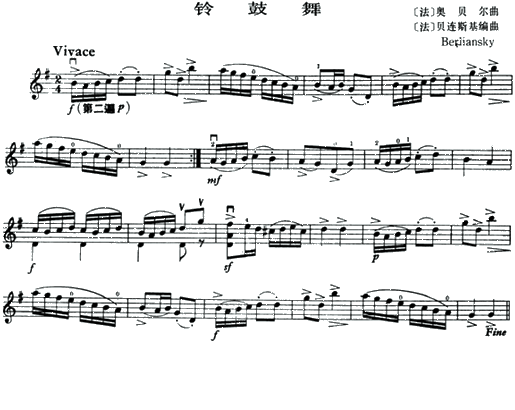 铃鼓舞
〔法〕奥贝尔曲
〔法〕贝连斯基编曲
Berliansky
Vivace
f (第二遍 p)
mf
f
sf
p
f
Fine